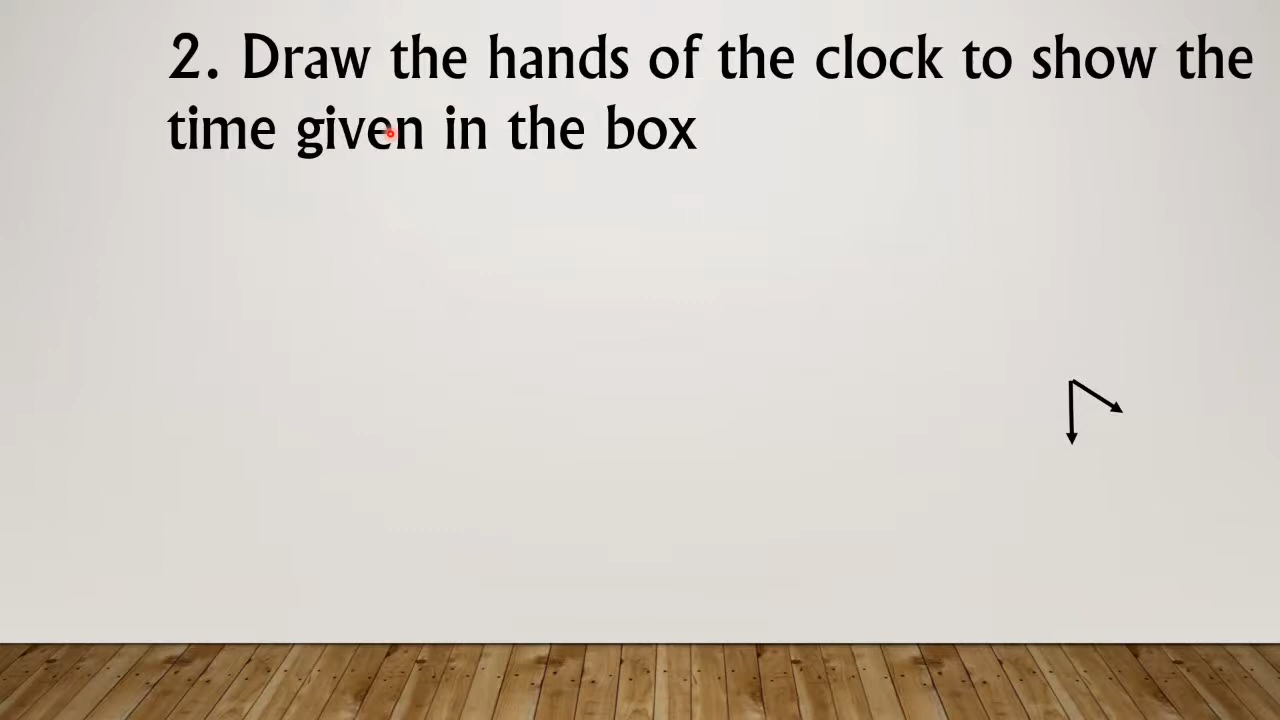 2. Draw the hands of the clock to show the
time given in the box